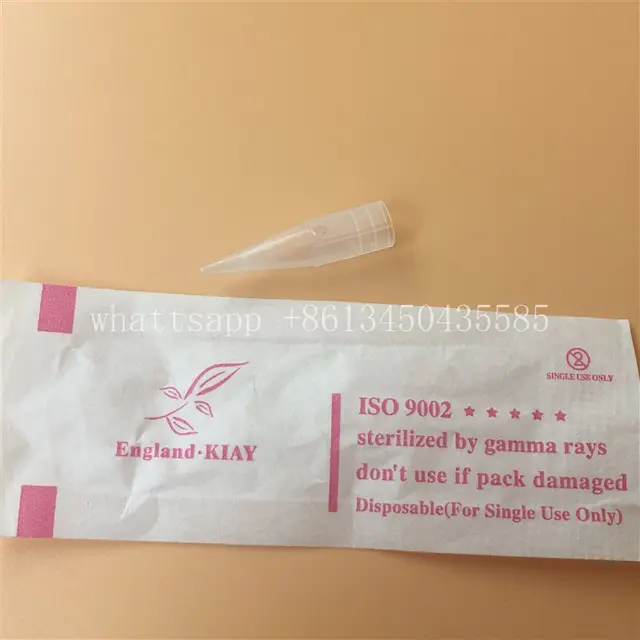 whattsapp +8613450435585
SINGLE USE ONLY
England·KIAY
ISO 9002 ★ ★ ★ ★ ★
sterilized by gamma rays
don't use if pack damaged
Disposable(For Single Use Only)